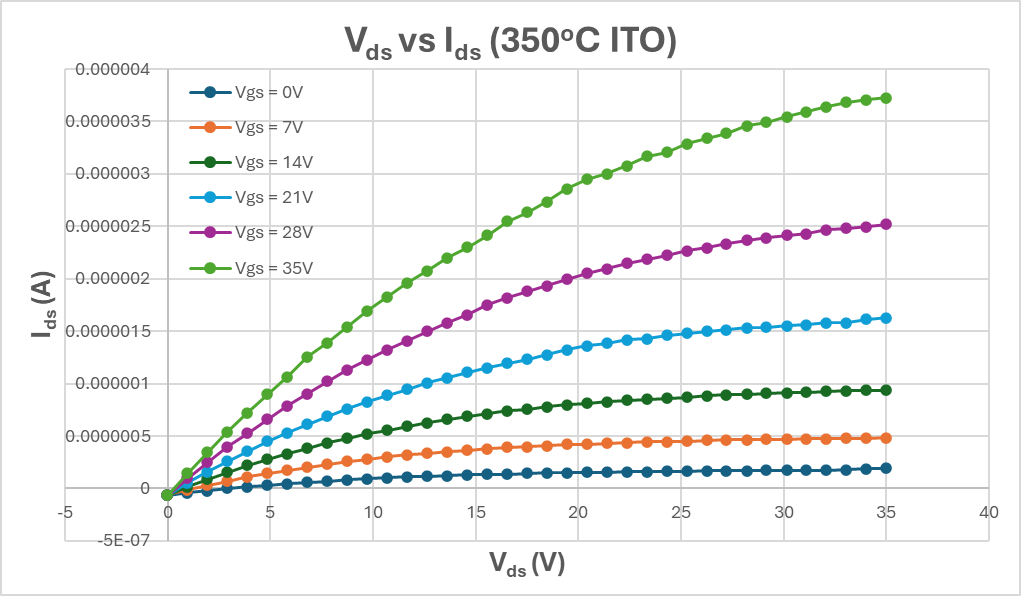 Vds vs Ids (350oC ITO)
0.000004
0.0000035
0.000003
0.0000025
0.000002
0.0000015
0.000001
0.0000005
0
-5E-07
Vgs = 0V
Vgs = 7V
Vgs = 14V
Vgs = 21V
Vgs = 28V
Vgs = 35V
Ids (A)
-5 0 5 10 15 20 25 30 35 40
Vds (V)